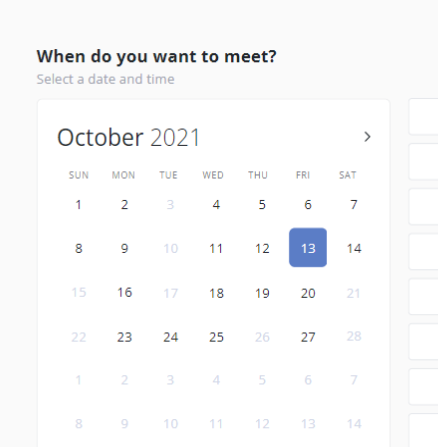 When do you want to meet?
Select a date and time
October 2021
SUN MON TUE WED THU FRI SAT
1 2 3 4 5 6 7
8 9 10 11 12 13 14
15 16 17 18 19 20 21
22 23 24 25 26 27 28
1 2 3 4 5 6 7
8 9 10 11 12 13 14